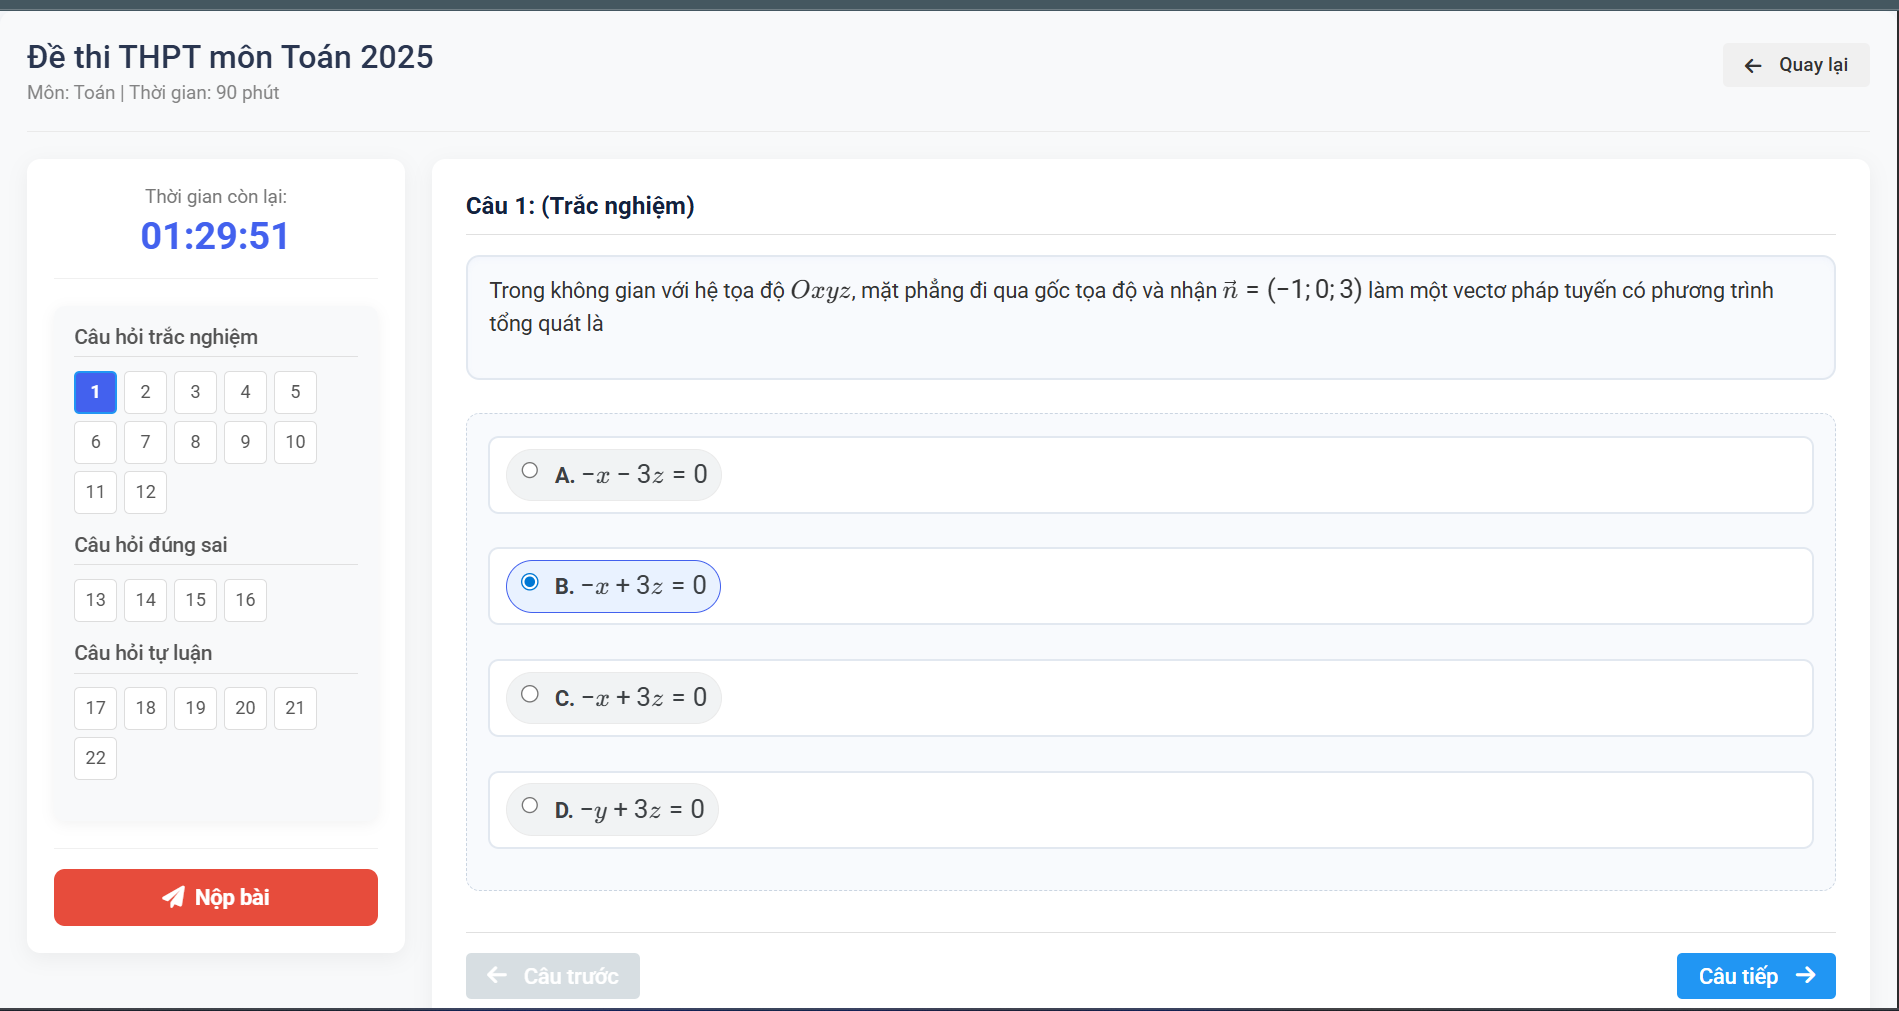 Đề thi THPT môn Toán 2025
Môn: Toán | Thời gian: 90 phút
← Quay lại
Thời gian còn lại:
01:29:51
Câu hỏi trắc nghiệm
1 2 3 4 5
6 7 8 9 10
11 12
Câu hỏi đúng sai
13 14 15 16
Câu hỏi tự luận
17 18 19 20 21
22
Nộp bài
Câu 1: (Trắc nghiệm)
Trong không gian với hệ tọa độ Oxyz, mặt phẳng đi qua gốc tọa độ và nhận n⃗ = (−1; 0; 3) làm một vectơ pháp tuyến có phương trình
tổng quát là
A. −x − 3z = 0
B. −x + 3z = 0
C. −x + 3z = 0
D. −y + 3z = 0
← Câu trước
Câu tiếp →